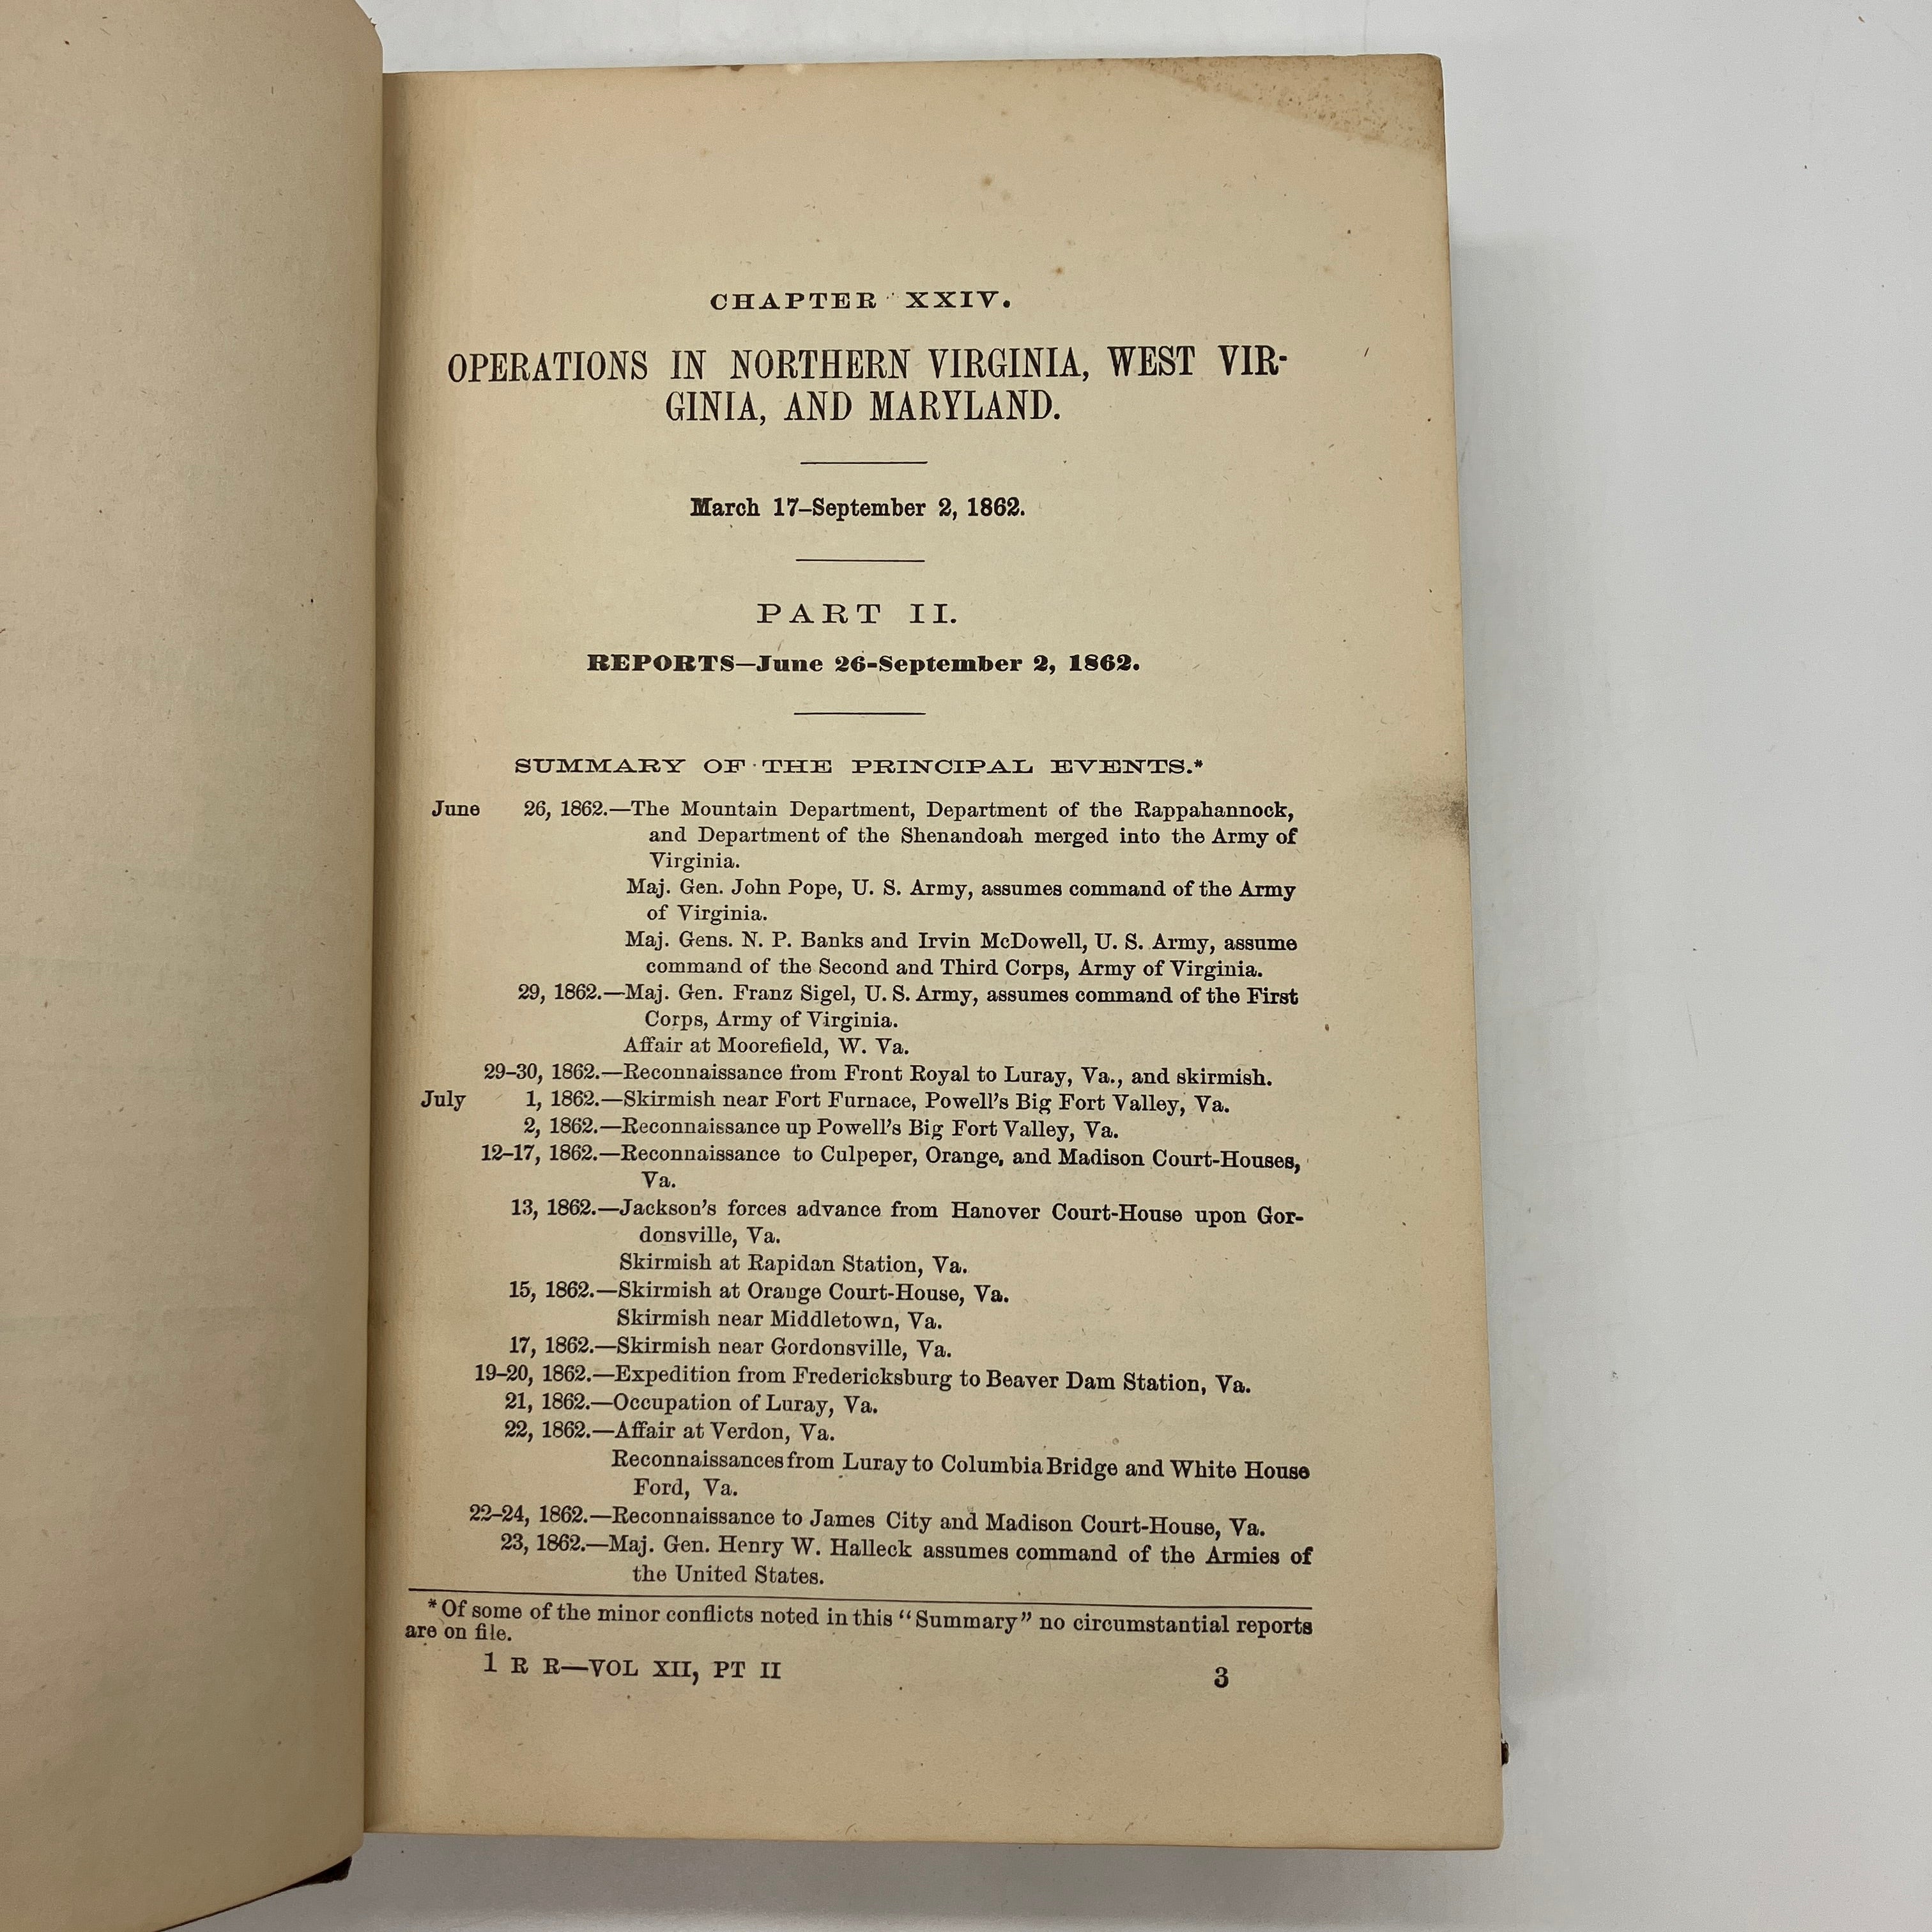 CHAPTER XXIV.
OPERATIONS IN NORTHERN VIRGINIA, WEST VIR-
GINIA, AND MARYLAND.
March 17–September 2, 1862.
PART II.
REPORTS—June 26-September 2, 1862.
SUMMARY OF THE PRINCIPAL EVENTS.*
June 26, 1862.—The Mountain Department, Department of the Rappahannock,
and Department of the Shenandoah merged into the Army of
Virginia.
Maj. Gen. John Pope, U. S. Army, assumes command of the Army
of Virginia.
Maj. Gens. N. P. Banks and Irvin McDowell, U. S. Army, assume
command of the Second and Third Corps, Army of Virginia.
29, 1862.—Maj. Gen. Franz Sigel, U. S. Army, assumes command of the First
Corps, Army of Virginia.
Affair at Moorefield, W. Va.
29–30, 1862.—Reconnaissance from Front Royal to Luray, Va., and skirmish.
July 1, 1862.—Skirmish near Fort Furnace, Powell's Big Fort Valley, Va.
2, 1862.—Reconnaissance up Powell's Big Fort Valley, Va.
12–17, 1862.—Reconnaissance to Culpeper, Orange, and Madison Court-Houses,
Va.
13, 1862.—Jackson's forces advance from Hanover Court-House upon Gor-
donsville, Va.
Skirmish at Rapidan Station, Va.
15, 1862.—Skirmish at Orange Court-House, Va.
Skirmish near Middletown, Va.
17, 1862.—Skirmish near Gordonsville, Va.
19–20, 1862.—Expedition from Fredericksburg to Beaver Dam Station, Va.
21, 1862.—Occupation of Luray, Va.
22, 1862.—Affair at Verdon, Va.
Reconnaissances from Luray to Columbia Bridge and White House
Ford, Va.
22–24, 1862.—Reconnaissance to James City and Madison Court-House, Va.
23, 1862.—Maj. Gen. Henry W. Halleck assumes command of the Armies of
the United States.
*Of some of the minor conflicts noted in this "Summary" no circumstantial reports
are on file.
1 R R—VOL XII, PT II 3